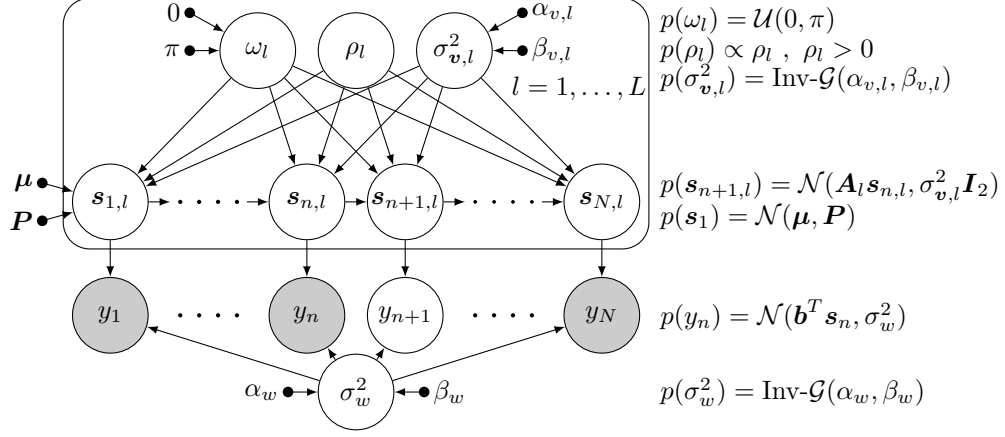 0 α_{v,l} p(ω_l) = 𝒰(0, π)
π ω_l ρ_l σ²_{𝒗,l} β_{v,l} p(ρ_l) ∝ ρ_l , ρ_l > 0
l = 1, . . . , L p(σ²_{𝒗,l}) = Inv-𝒢(α_{v,l}, β_{v,l})
𝝁 𝒔_{1,l} · · · · · 𝒔_{n,l} 𝒔_{n+1,l} · · · · · 𝒔_{N,l} p(𝒔_{n+1,l}) = 𝒩(𝑨_l 𝒔_{n,l}, σ²_{𝒗,l} 𝑰_2)
𝑷 p(𝒔_1) = 𝒩(𝝁, 𝑷)
y_1 · · · · y_n y_{n+1} · · · · y_N p(y_n) = 𝒩(𝒃^T 𝒔_n, σ²_w)
α_w σ²_w β_w p(σ²_w) = Inv-𝒢(α_w, β_w)